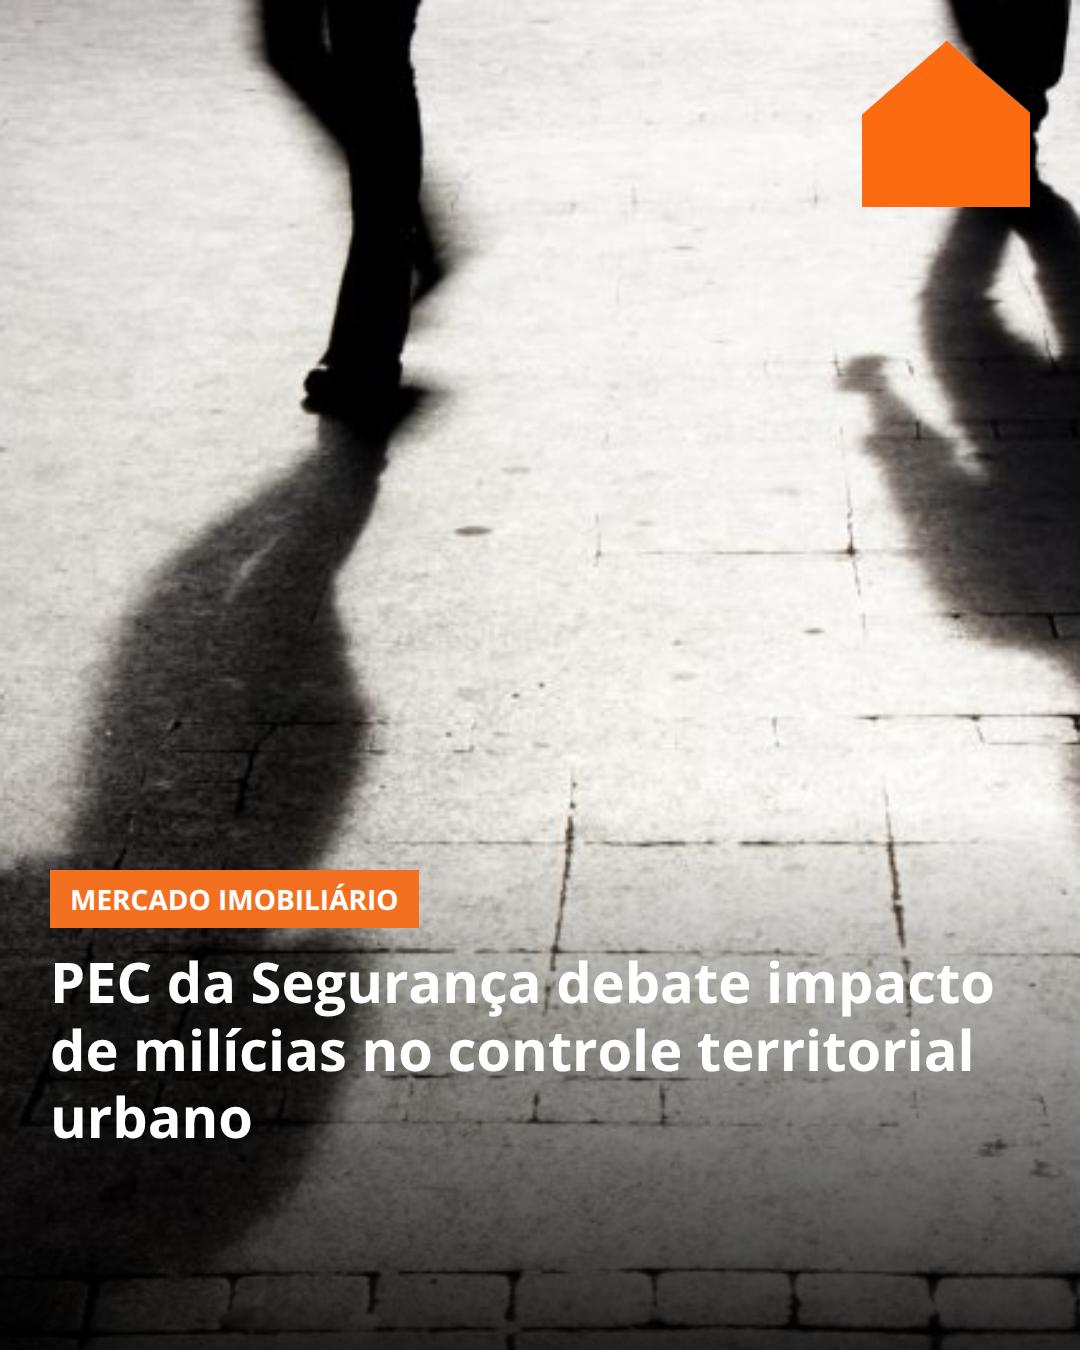 MERCADO IMOBILIÁRIO
PEC da Segurança debate impacto
de milícias no controle territorial
urbano